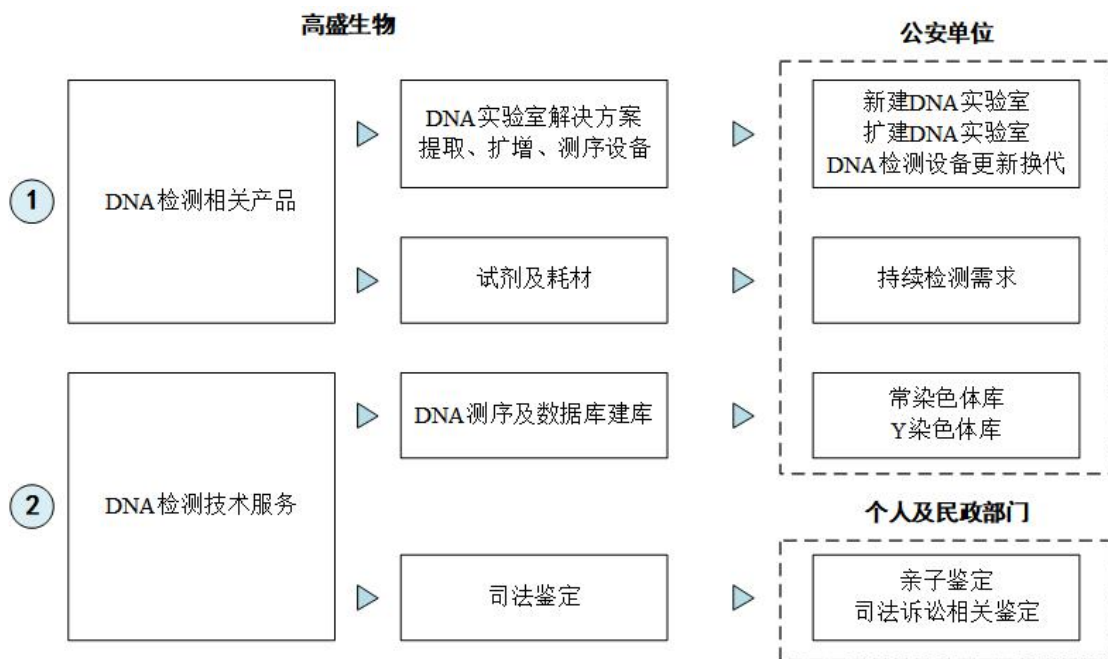 高盛生物
公安单位
1
DNA检测相关产品
DNA实验室解决方案
提取、扩增、测序设备
新建DNA实验室
扩建DNA实验室
DNA检测设备更新换代
试剂及耗材
持续检测需求
2
DNA检测技术服务
DNA测序及数据库建库
常染色体库
Y染色体库
个人及民政部门
司法鉴定
亲子鉴定
司法诉讼相关鉴定